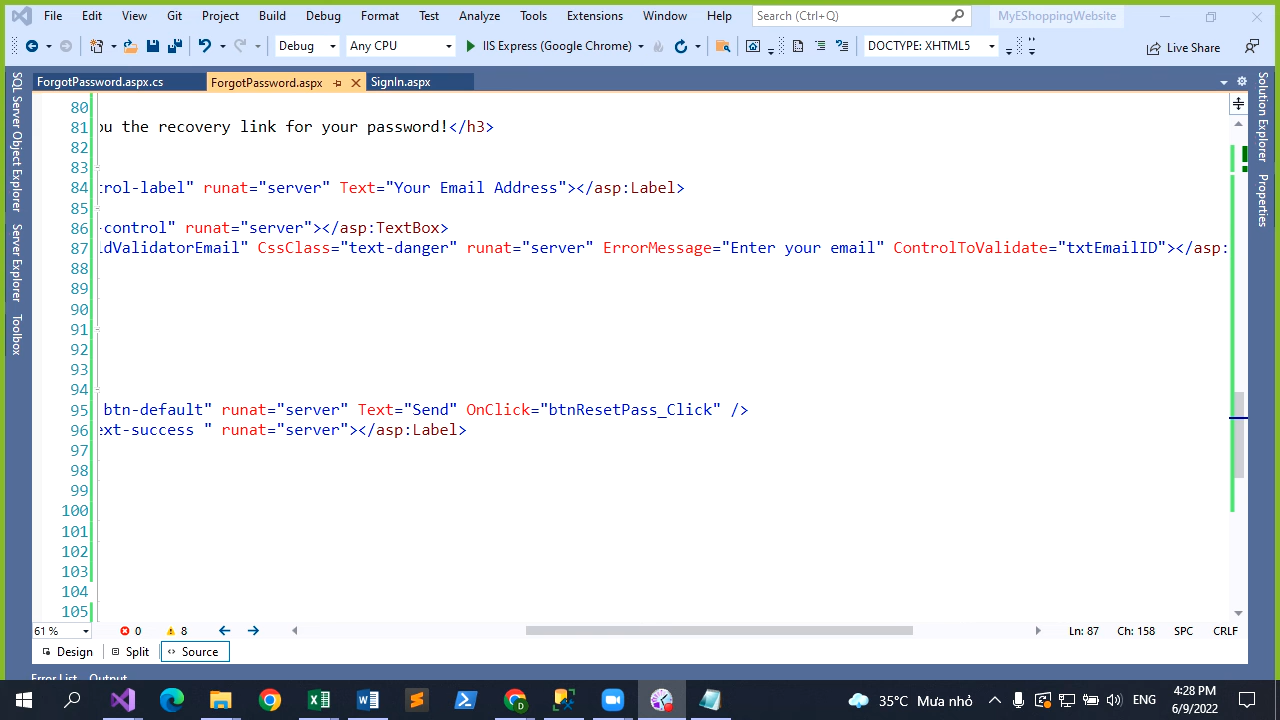 File Edit View Git Project Build Debug Format Test Analyze Tools Extensions Window Help Search (Ctrl+Q) MyEShoppingWebsite
Debug Any CPU IIS Express (Google Chrome) DOCTYPE: XHTML5 Live Share
ForgotPassword.aspx.cs ForgotPassword.aspx SignIn.aspx
SQL Server Object Explorer
Server Explorer
Toolbox
Solution Explorer
Properties
80
81 ou the recovery link for your password!</h3>
82
83
84 rol-label" runat="server" Text="Your Email Address"></asp:Label>
85
86 -control" runat="server"></asp:TextBox>
87 ldValidatorEmail" CssClass="text-danger" runat="server" ErrorMessage="Enter your email" ControlToValidate="txtEmailID"></asp:
88
89
90
91
92
93
94
95 btn-default" runat="server" Text="Send" OnClick="btnResetPass_Click" />
96 ext-success " runat="server"></asp:Label>
97
98
99
100
101
102
103
104
105
61 % 0 8 Ln: 87 Ch: 158 SPC CRLF
Design Split Source
Error List Output
35°C Mưa nhỏ ENG 4:28 PM
6/9/2022